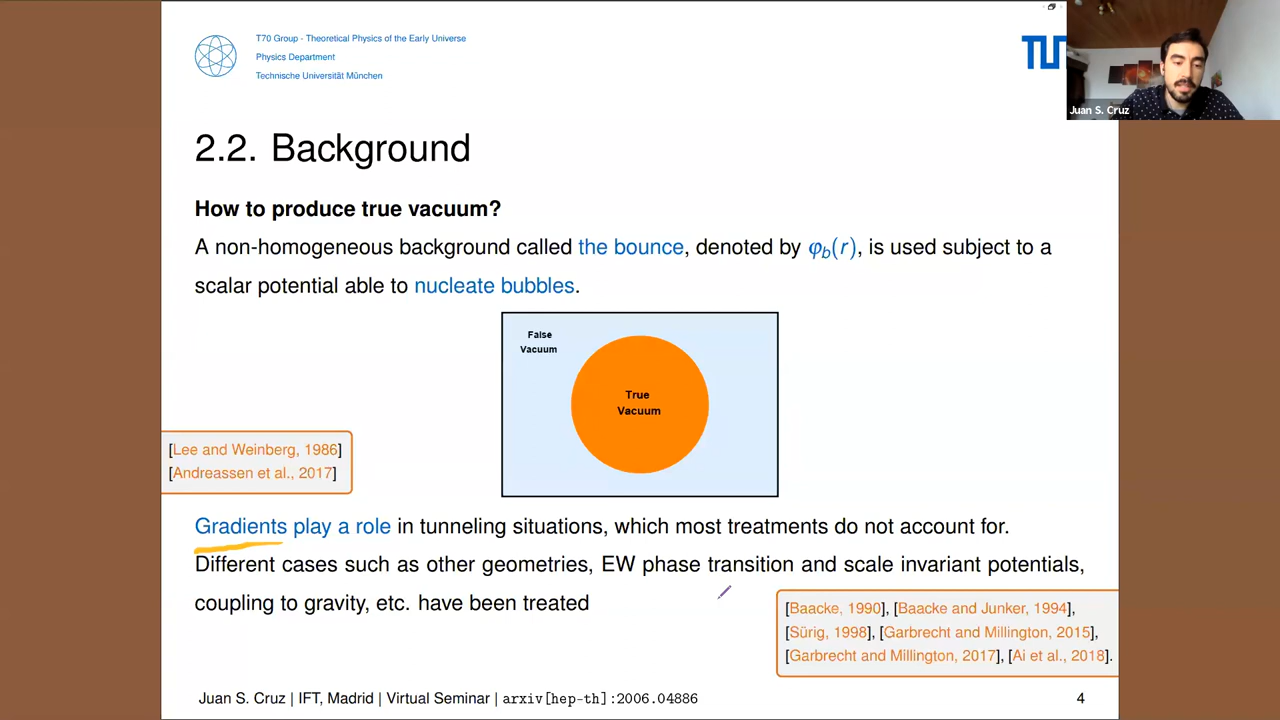 T70 Group - Theoretical Physics of the Early Universe
Physics Department
Technische Universität München
Juan S. Cruz
2.2. Background
How to produce true vacuum?
A non-homogeneous background called the bounce, denoted by φb(r), is used subject to a
scalar potential able to nucleate bubbles.
False
Vacuum
True
Vacuum
[Lee and Weinberg, 1986]
[Andreassen et al., 2017]
Gradients play a role in tunneling situations, which most treatments do not account for.
Different cases such as other geometries, EW phase transition and scale invariant potentials,
coupling to gravity, etc. have been treated
[Baacke, 1990], [Baacke and Junker, 1994],
[Sürig, 1998], [Garbrecht and Millington, 2015],
[Garbrecht and Millington, 2017], [Ai et al., 2018].
Juan S. Cruz | IFT, Madrid | Virtual Seminar | arxiv[hep-th]:2006.04886
4